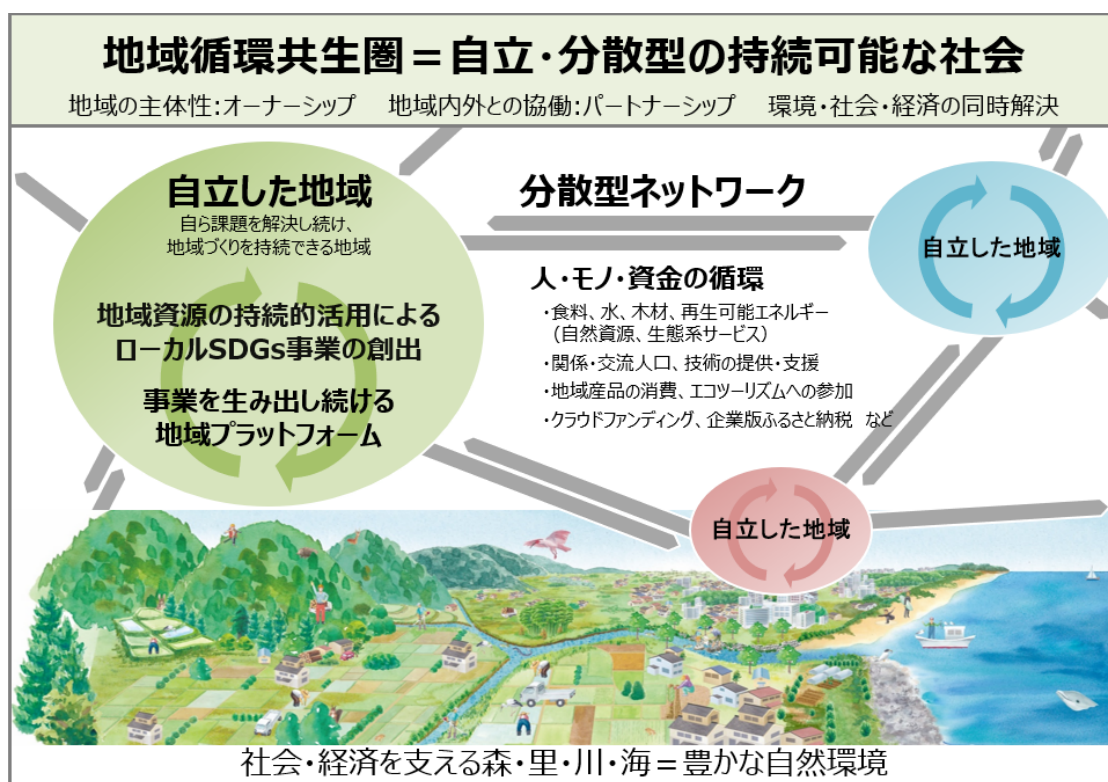 地域循環共生圏＝自立・分散型の持続可能な社会
地域の主体性：オーナーシップ　地域内外との協働：パートナーシップ　環境・社会・経済の同時解決
自立した地域
自ら課題を解決し続け、
地域づくりを持続できる地域
地域資源の持続的活用による
ローカルSDGs事業の創出
事業を生み出し続ける
地域プラットフォーム
分散型ネットワーク
人・モノ・資金の循環
・食料、水、木材、再生可能エネルギー
（自然資源、生態系サービス）
・関係・交流人口、技術の提供・支援
・地域産品の消費、エコツーリズムへの参加
・クラウドファンディング、企業版ふるさと納税　など
自立した地域
自立した地域
社会・経済を支える森・里・川・海＝豊かな自然環境